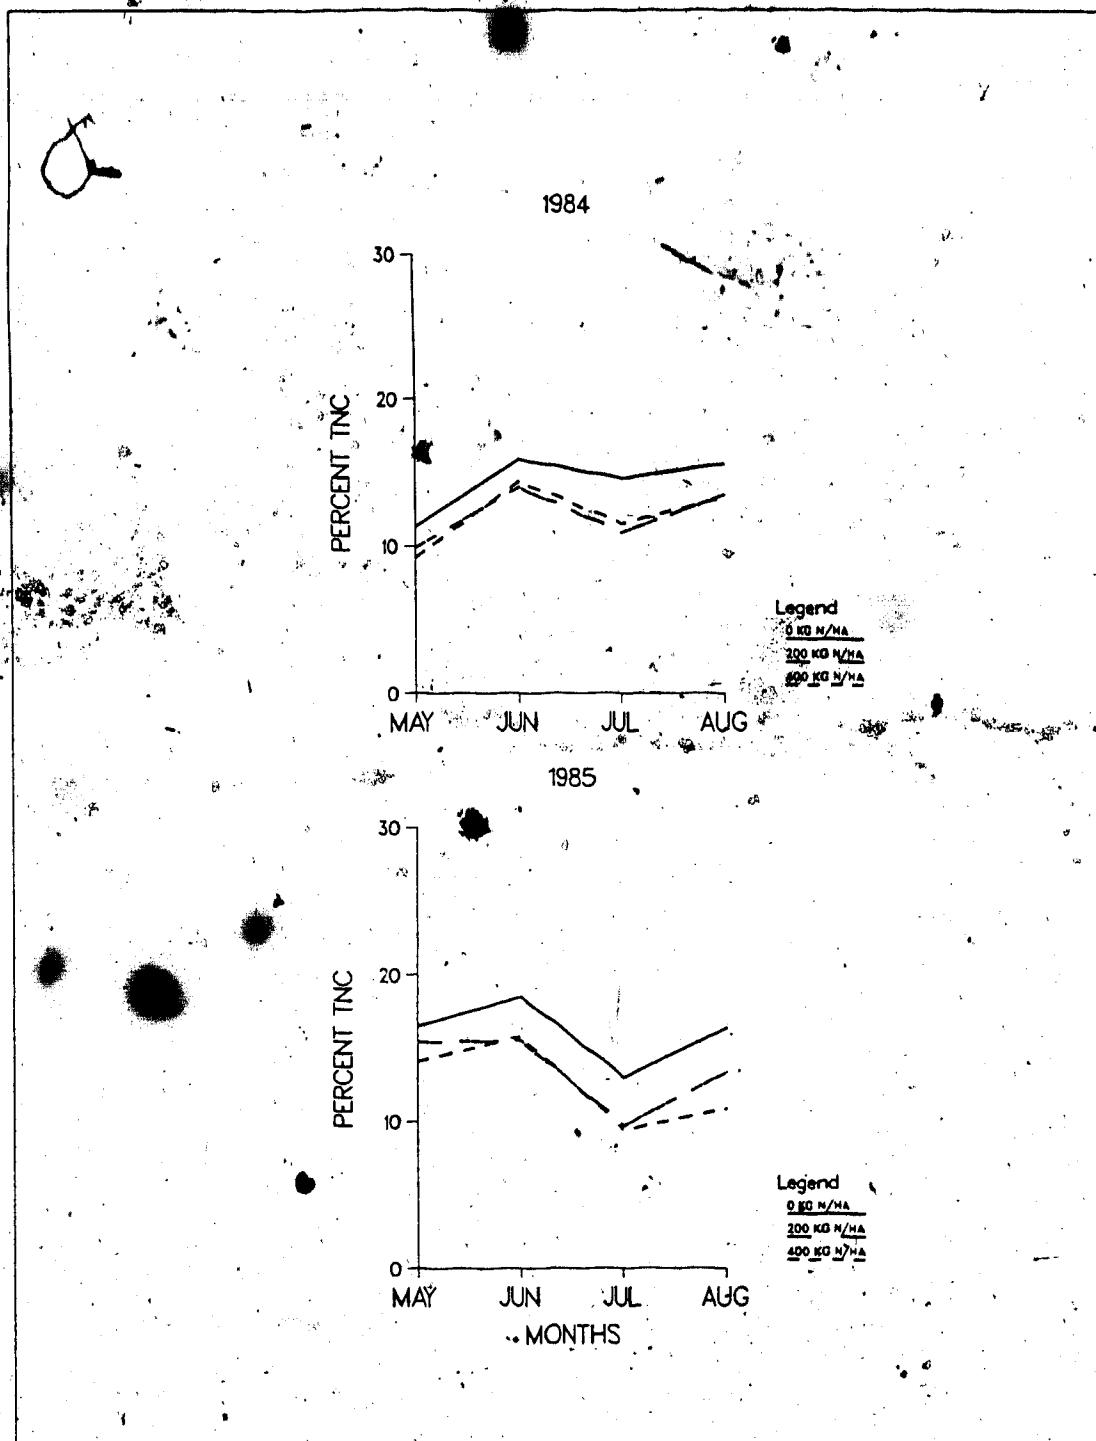 1984
30
20
10
0
PERCENT TNC
MAY JUN JUL AUG
Legend
0 KG N/HA
200 KG N/HA
400 KG N/HA
1985
30
20
10
0
PERCENT TNC
MAY JUN JUL AUG
MONTHS
Legend
0 KG N/HA
200 KG N/HA
400 KG N/HA